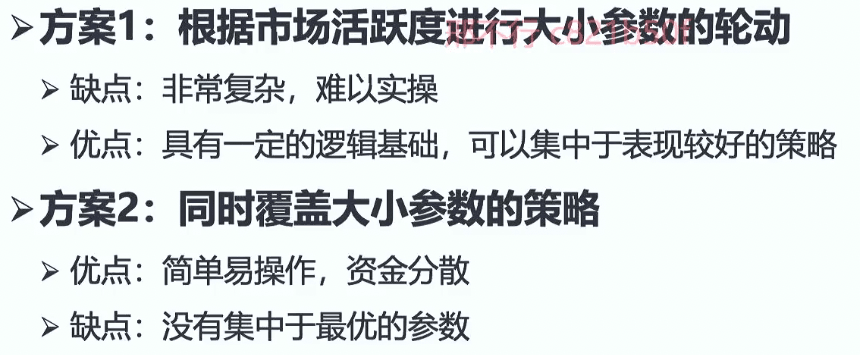 ➢方案1：根据市场活跃度进行大小参数的轮动
➢ 缺点：非常复杂，难以实操
➢ 优点：具有一定的逻辑基础，可以集中于表现较好的策略
➢方案2：同时覆盖大小参数的策略
➢ 优点：简单易操作，资金分散
➢ 缺点：没有集中于最优的参数